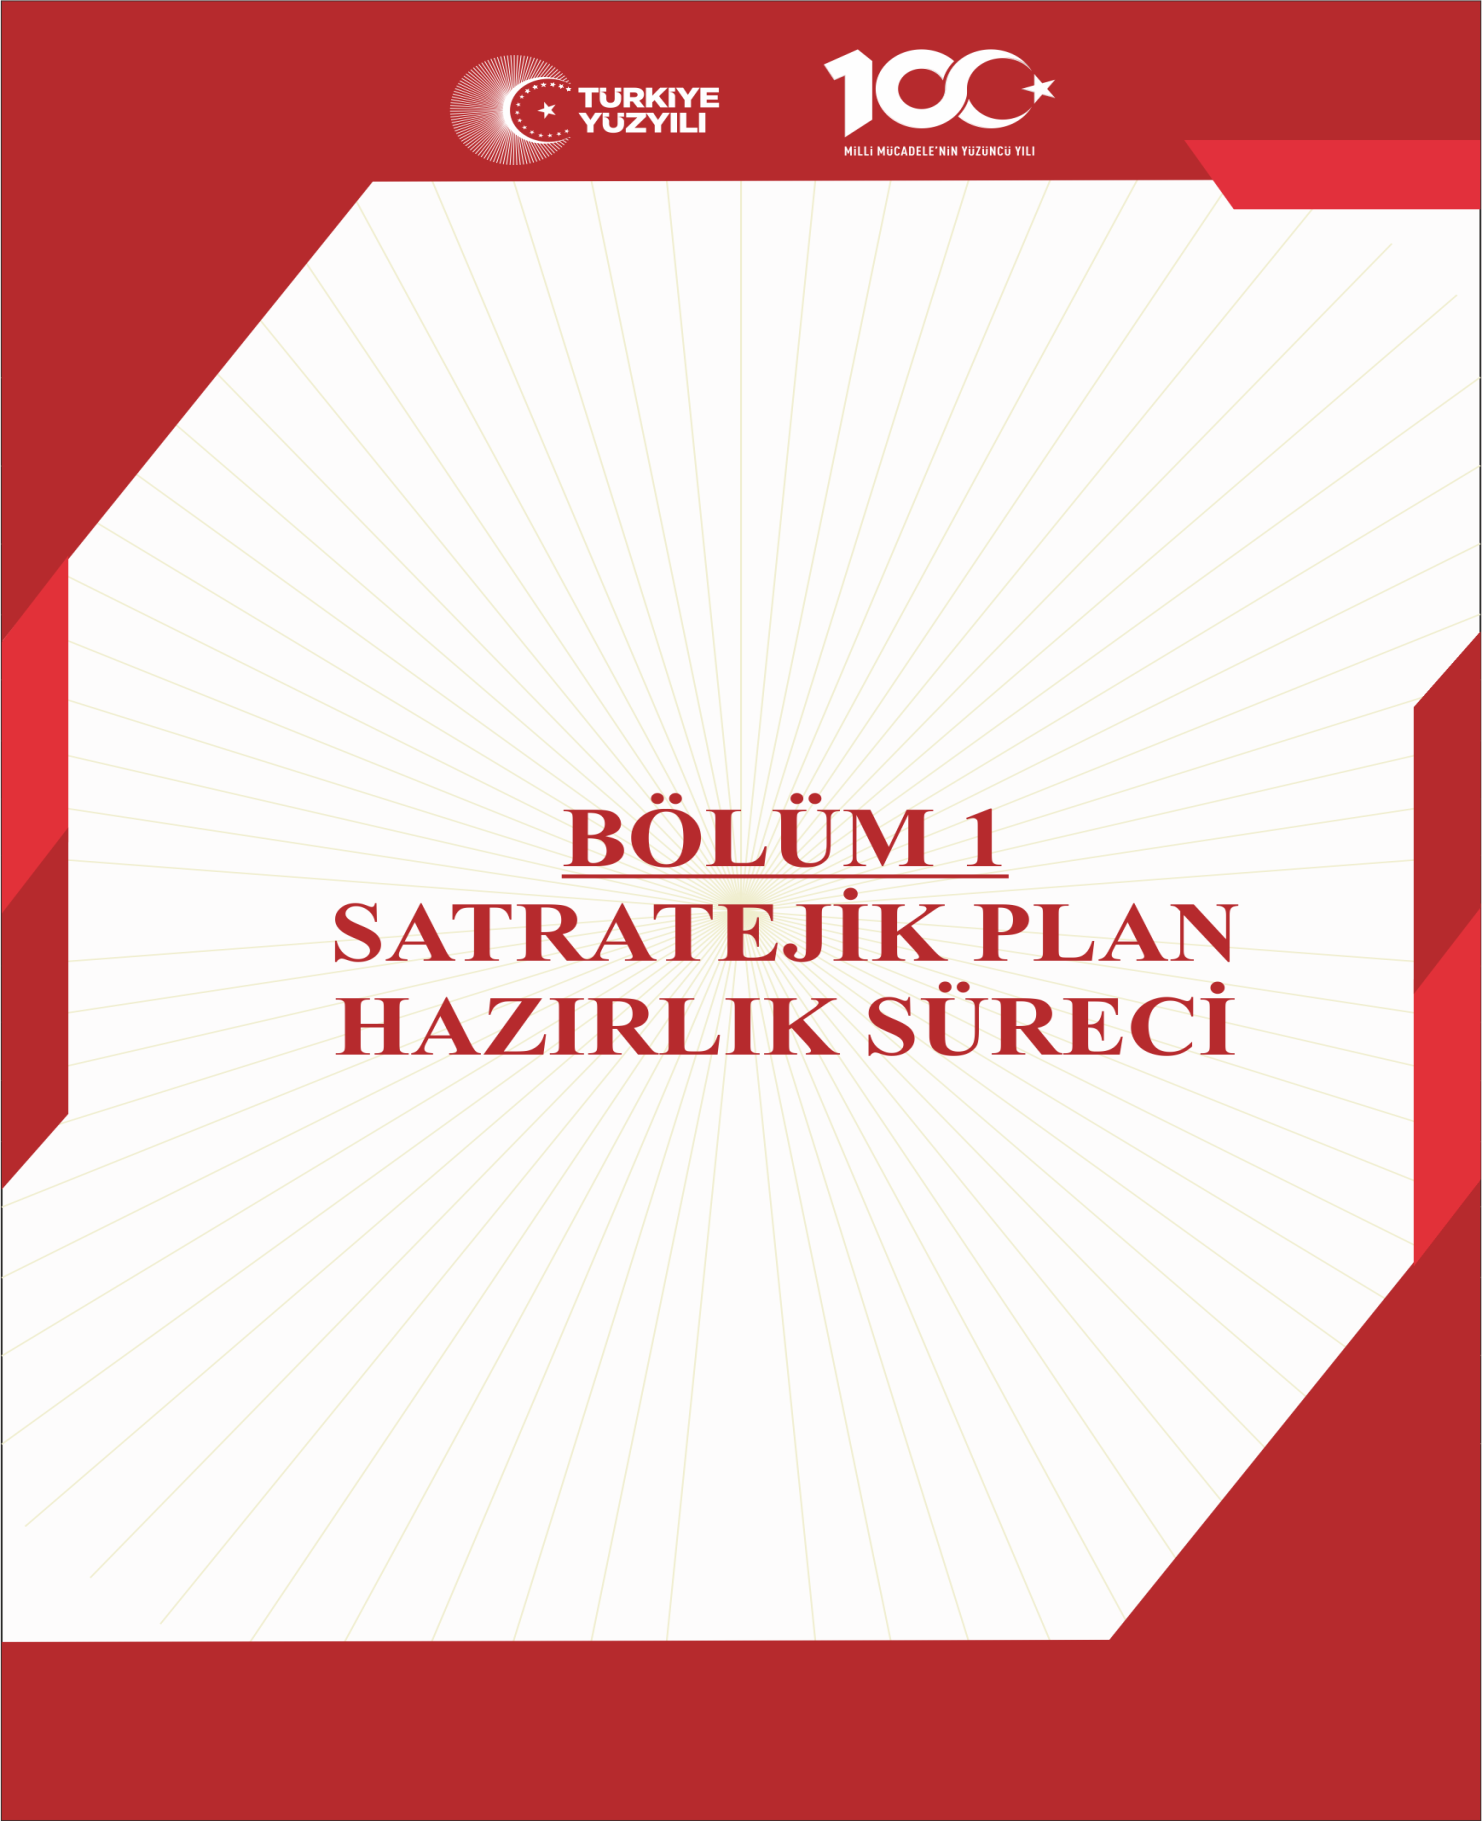 TÜRKİYE
YÜZYILI
100
MİLLİ MÜCADELE'NİN YÜZÜNCÜ YILI
BÖLÜM 1
SATRATEJİK PLAN
HAZIRLIK SÜRECİ